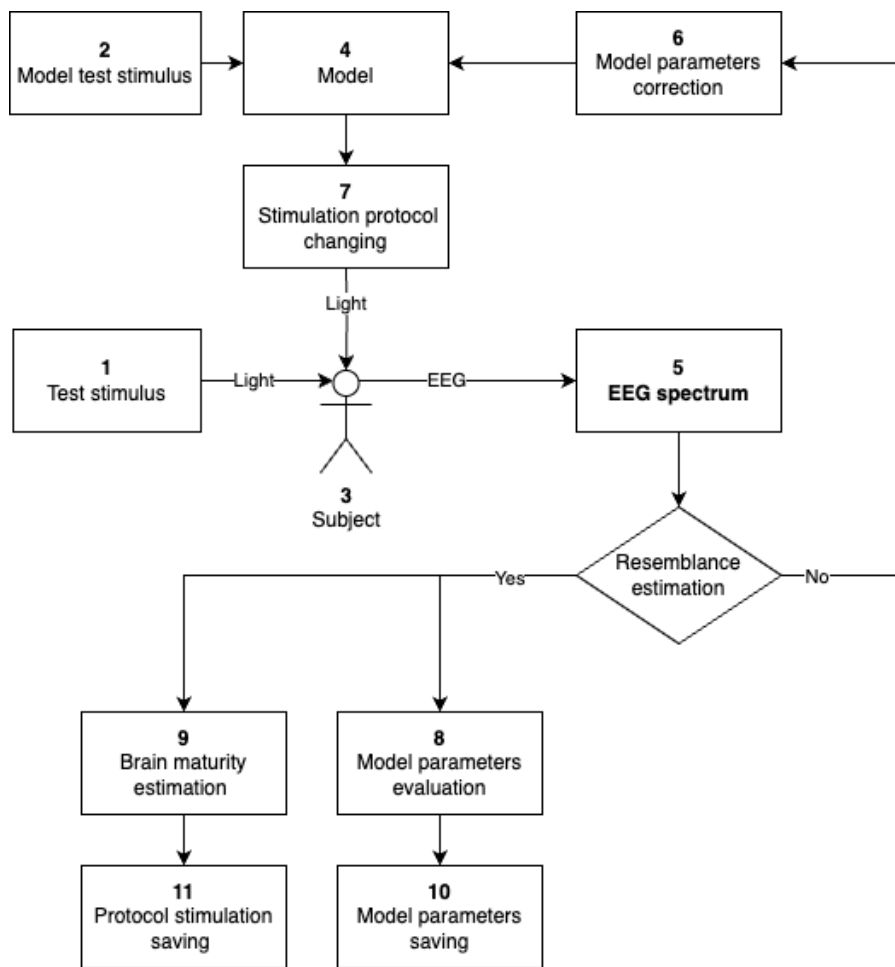 2
Model test stimulus
4
Model
6
Model parameters
correction
7
Stimulation protocol
changing
Light
1
Test stimulus
Light
EEG
5
EEG spectrum
3
Subject
Resemblance
estimation
Yes
No
9
Brain maturity
estimation
8
Model parameters
evaluation
11
Protocol stimulation
saving
10
Model parameters
saving